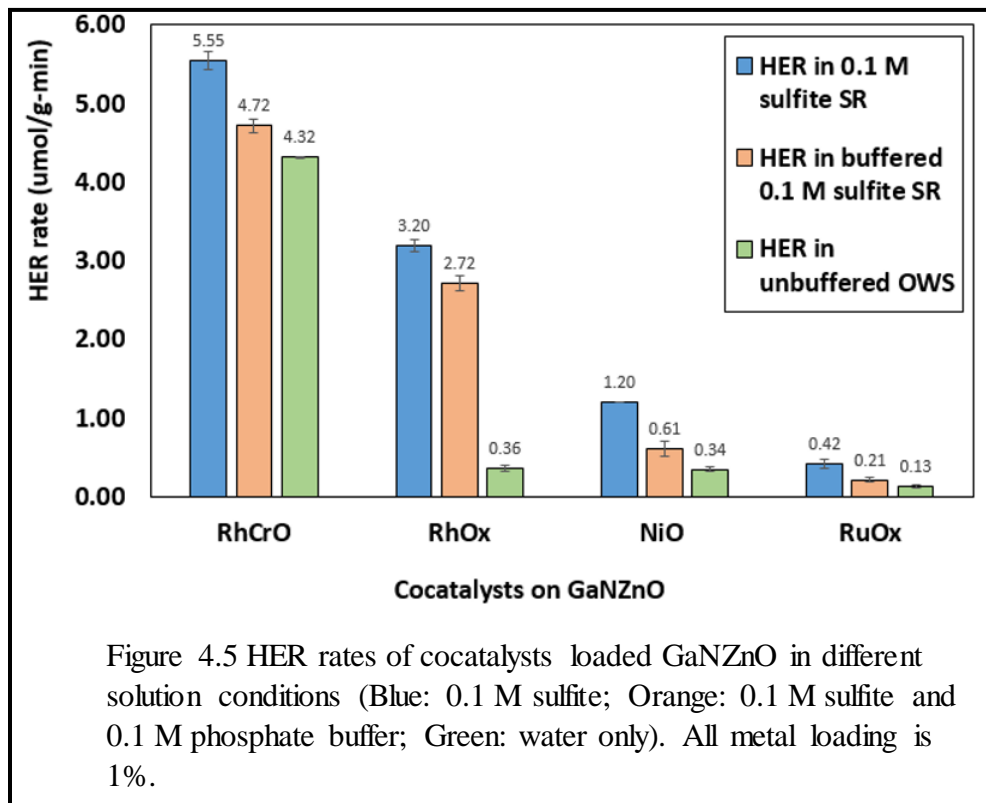 6.00
5.00
4.00
3.00
2.00
1.00
0.00
HER rate (umol/g-min)
5.55
4.72
4.32
3.20
2.72
0.36
1.20
0.61
0.34
0.42
0.21
0.13
HER in 0.1 M
sulfite SR
HER in buffered
0.1 M sulfite SR
HER in
unbuffered OWS
RhCrO RhOx NiO RuOx
Cocatalysts on GaNZnO
Figure 4.5 HER rates of cocatalysts loaded GaNZnO in different
solution conditions (Blue: 0.1 M sulfite; Orange: 0.1 M sulfite and
0.1 M phosphate buffer; Green: water only). All metal loading is
1%.